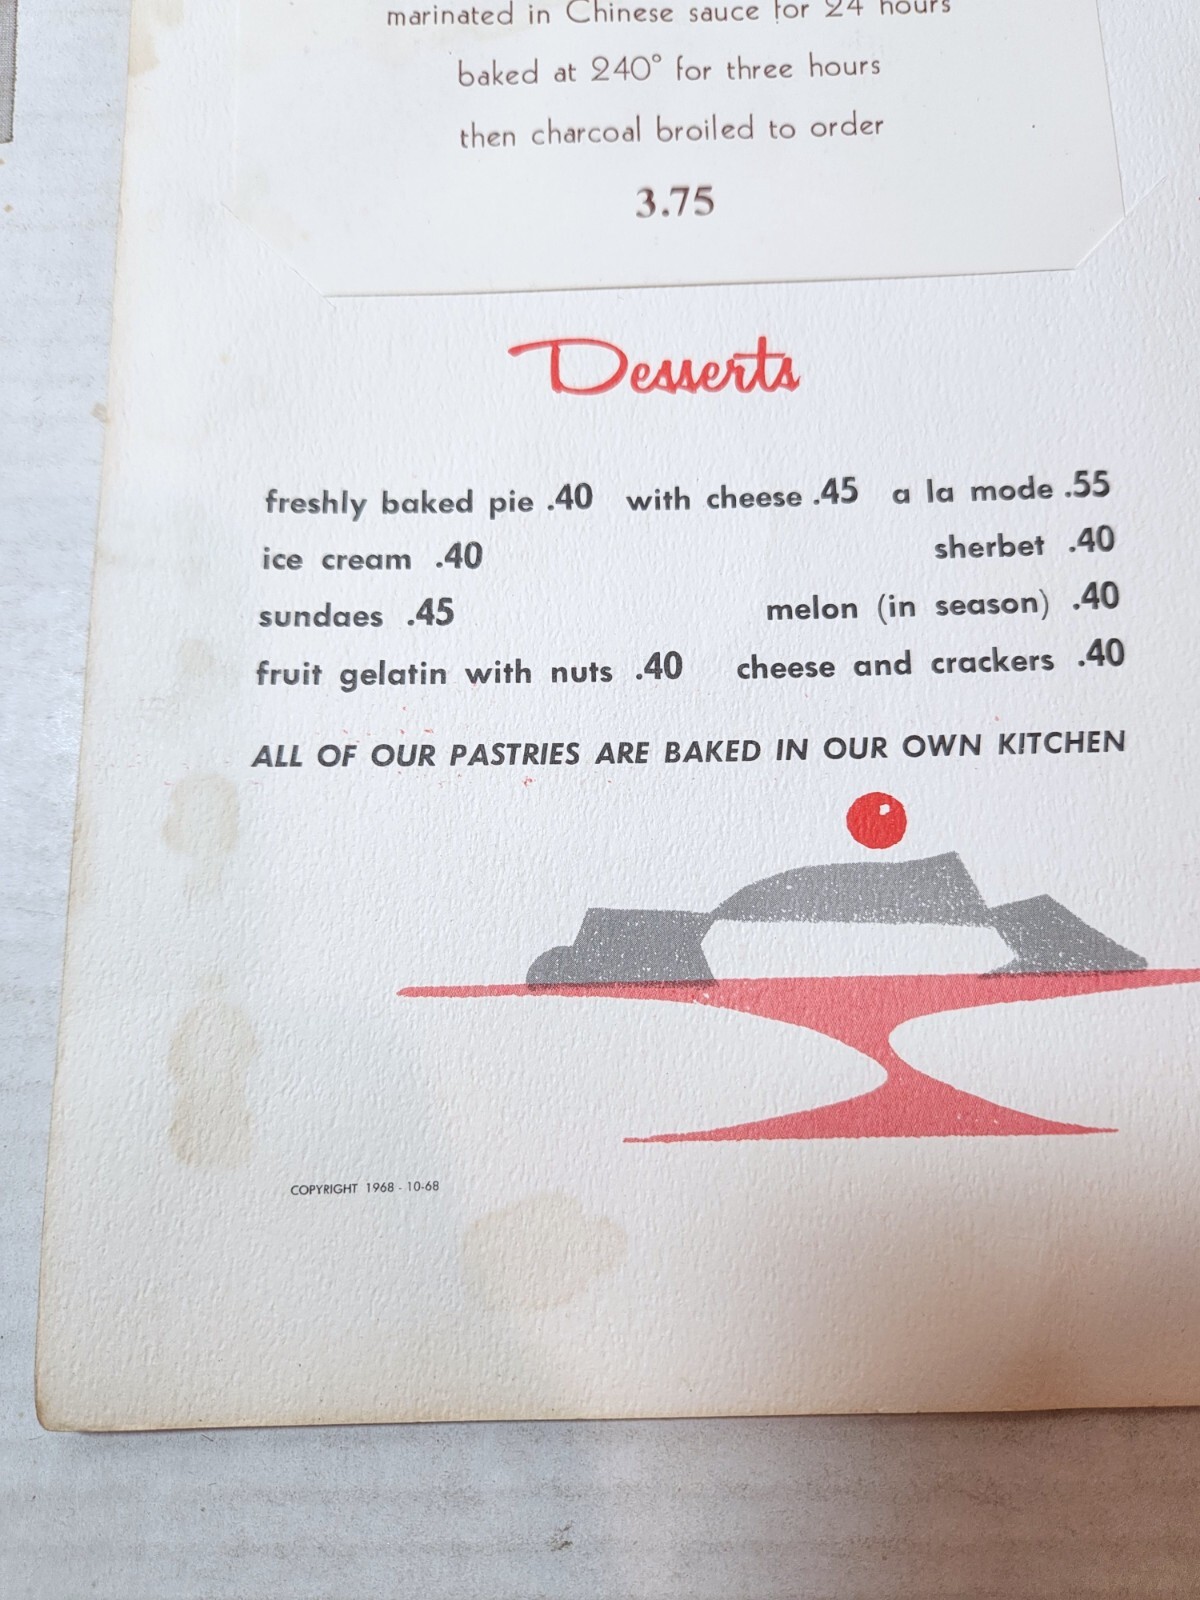 marinated in Chinese sauce for 24 hours
baked at 240° for three hours
then charcoal broiled to order
3.75
Desserts
freshly baked pie .40 with cheese .45 a la mode .55
ice cream .40 sherbet .40
sundaes .45 melon (in season) .40
fruit gelatin with nuts .40 cheese and crackers .40
ALL OF OUR PASTRIES ARE BAKED IN OUR OWN KITCHEN
COPYRIGHT 1968 - 10-68